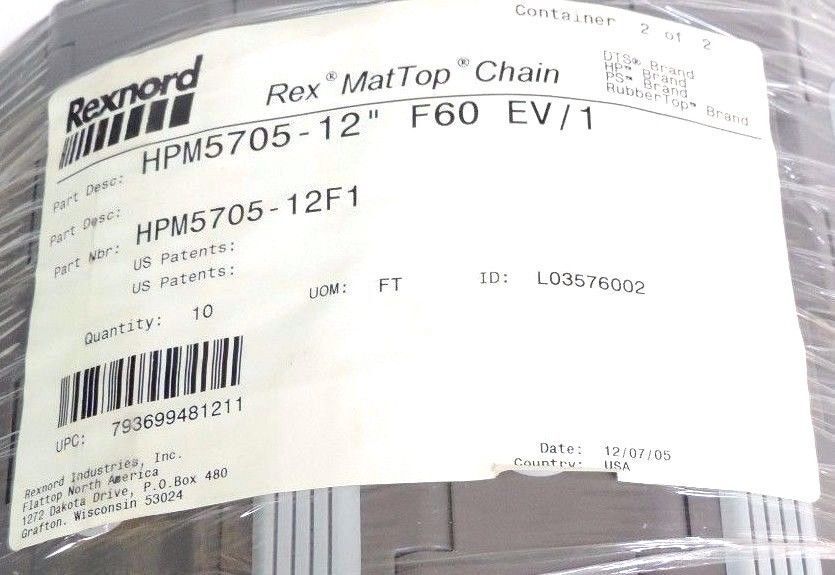 Container 2 of 2
Rexnord
Rex® MatTop® Chain
DTS® Brand
HP™ Brand
PS™ Brand
RubberTop™ Brand
Part Desc: HPM5705-12" F60 EV/1
Part Desc:
Part Nbr: HPM5705-12F1
US Patents:
US Patents:
Quantity: 10 UOM: FT ID: L03576002
UPC: 793699481211
Rexnord Industries, Inc.
Flattop North America
1272 Dakota Drive, P.O.Box 480
Grafton. Wisconsin 53024
Date: 12/07/05
Country: USA